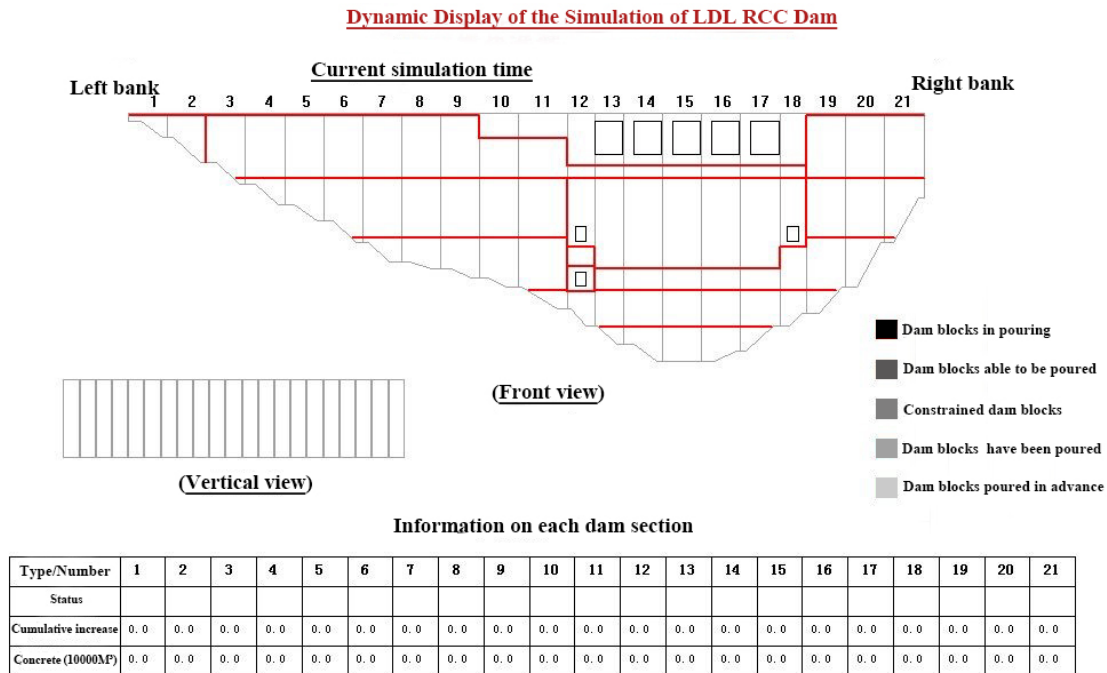 Dynamic Display of the Simulation of LDL RCC Dam
Current simulation time
Left bank
Right bank
1 2 3 4 5 6 7 8 9 10 11 12 13 14 15 16 17 18 19 20 21
Dam blocks in pouring
Dam blocks able to be poured
Constrained dam blocks
Dam blocks have been poured
Dam blocks poured in advance
(Front view)
(Vertical view)
Information on each dam section
Type/Number 1 2 3 4 5 6 7 8 9 10 11 12 13 14 15 16 17 18 19 20 21
Status
Cumulative increase 0.0 0.0 0.0 0.0 0.0 0.0 0.0 0.0 0.0 0.0 0.0 0.0 0.0 0.0 0.0 0.0 0.0 0.0 0.0 0.0 0.0
Concrete (10000M³) 0.0 0.0 0.0 0.0 0.0 0.0 0.0 0.0 0.0 0.0 0.0 0.0 0.0 0.0 0.0 0.0 0.0 0.0 0.0 0.0 0.0